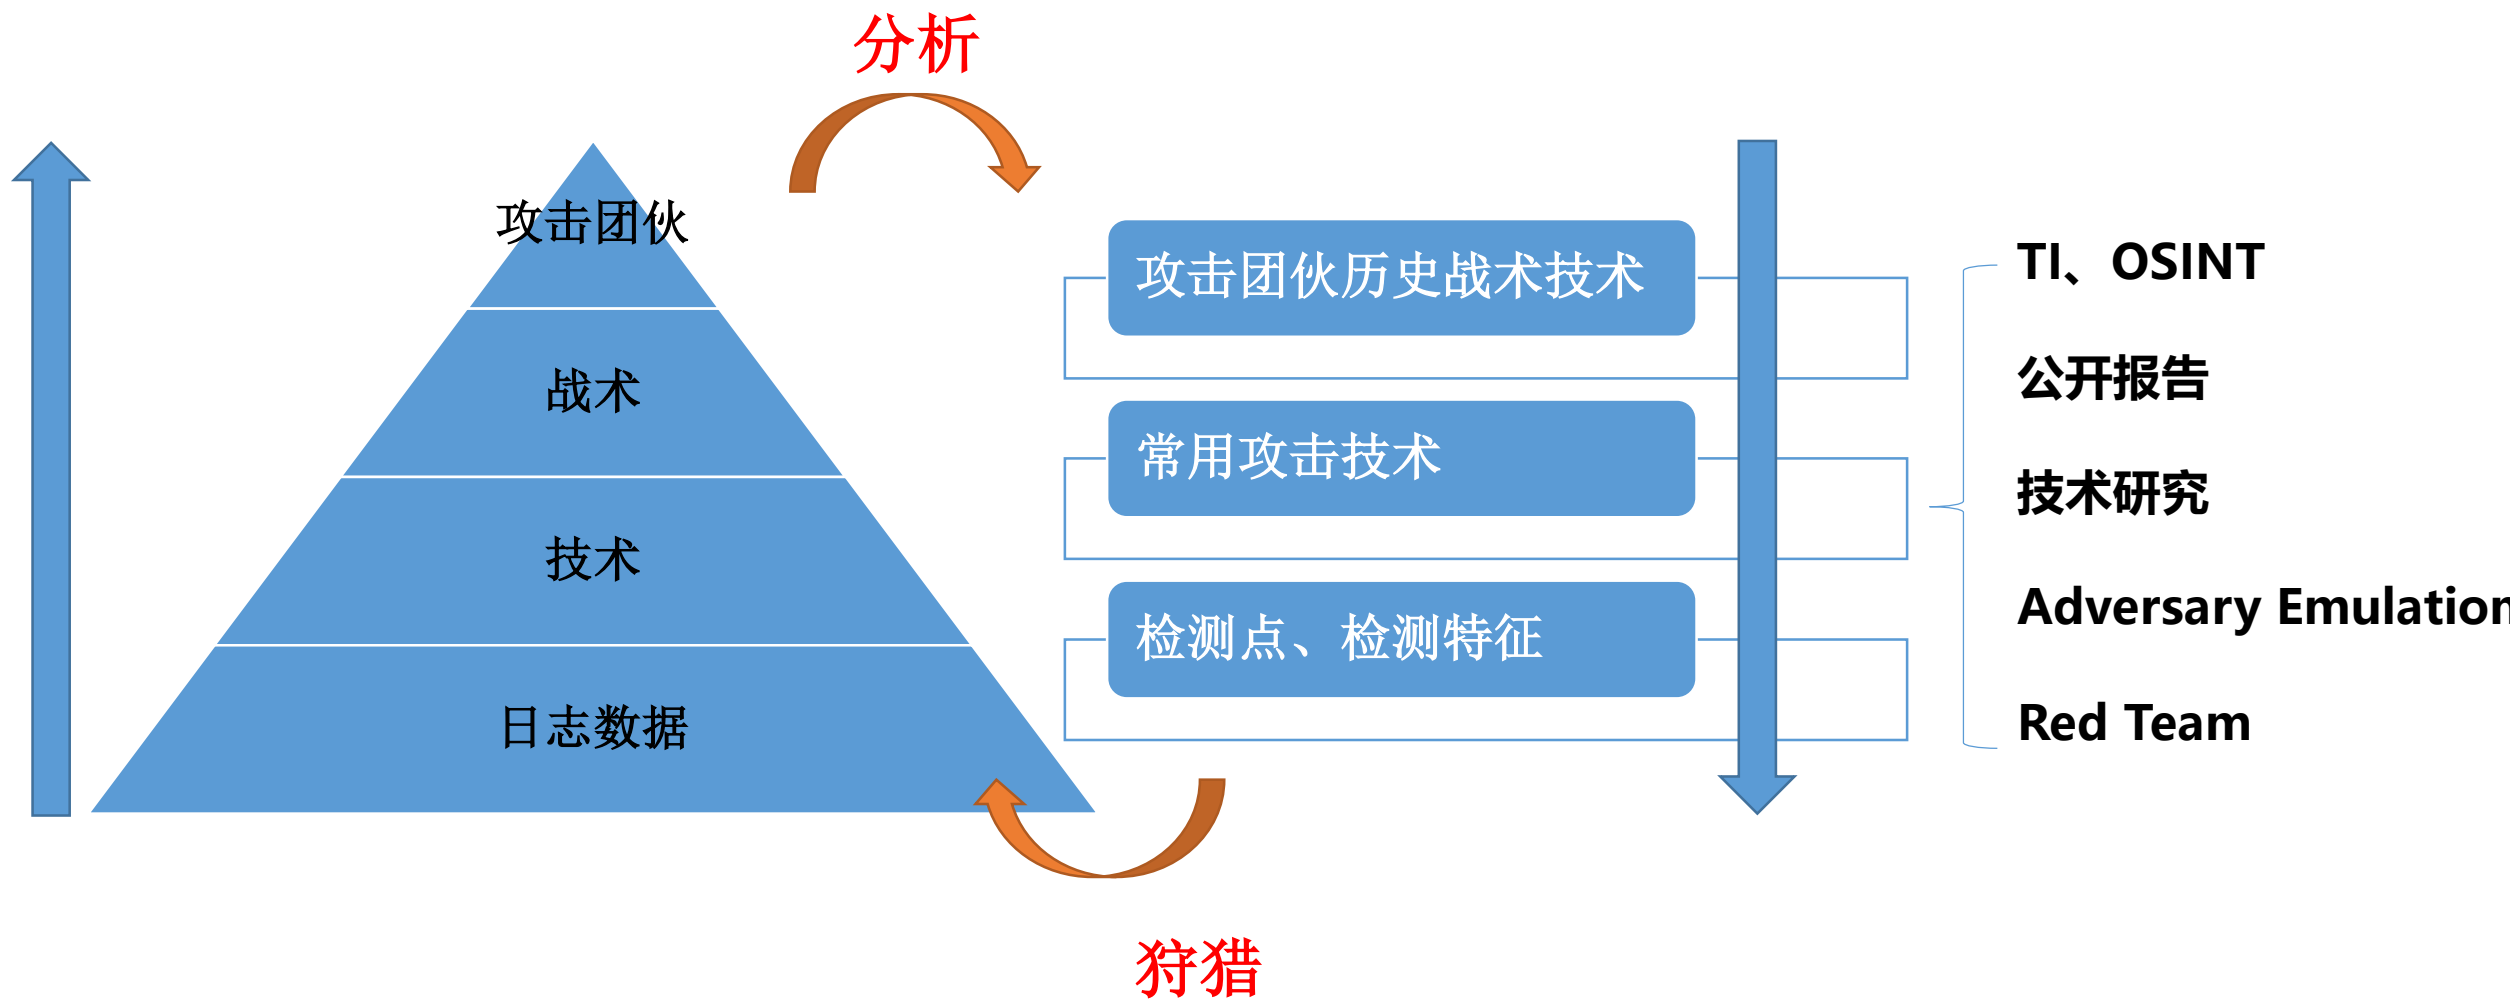 分析
攻击团伙
战术
技术
日志数据
攻击团伙历史战术技术
常用攻击技术
检测点、检测特征
TI、OSINT
公开报告
技术研究
Adversary Emulation
Red Team
狩猎